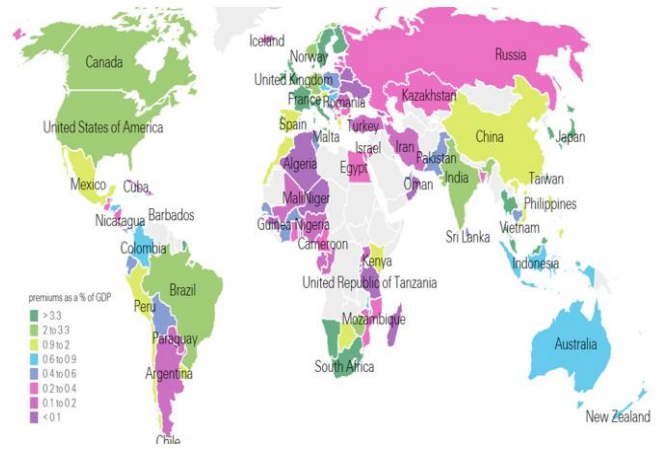 Iceland
Norway
Russia
Canada
United Kingdom
France
Romania
Kazakhstan
United States of America
Spain
Turkey
China
Japan
Malta
Israel
Iran
Pakistan
Algeria
Egypt
India
Taiwan
Mexico
Cuba
Oman
Mali
Niger
Philippines
Nicaragua
Barbados
Guinea
Nigeria
Sri Lanka
Vietnam
Colombia
Cameroon
Kenya
Indonesia
Brazil
United Republic of Tanzania
Peru
Mozambique
Paraguay
Australia
South Africa
Argentina
New Zealand
Chile
premiums as a % of GDP
> 3.3
2 to 3.3
0.9 to 2
0.6 to 0.9
0.4 to 0.6
0.2 to 0.4
0.1 to 0.2
< 0.1